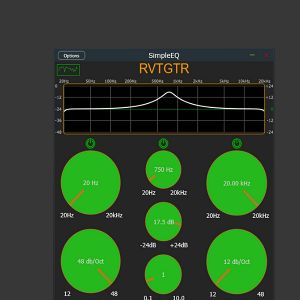 Options SimpleEQ
RVTGTR
20Hz 50Hz 100Hz 200Hz 500Hz 1kHz 2kHz 5kHz 10kHz 20kHz
0 +24
-12 +12
-24 0
-36 -12
-48 -24
20 Hz 750 Hz 20.00 kHz
20Hz 20kHz 20Hz 20kHz 20Hz 20kHz
17.5 dB
-24dB +24dB
48 db/Oct 1 12 db/Oct
12 48 0.1 10.0 12 48